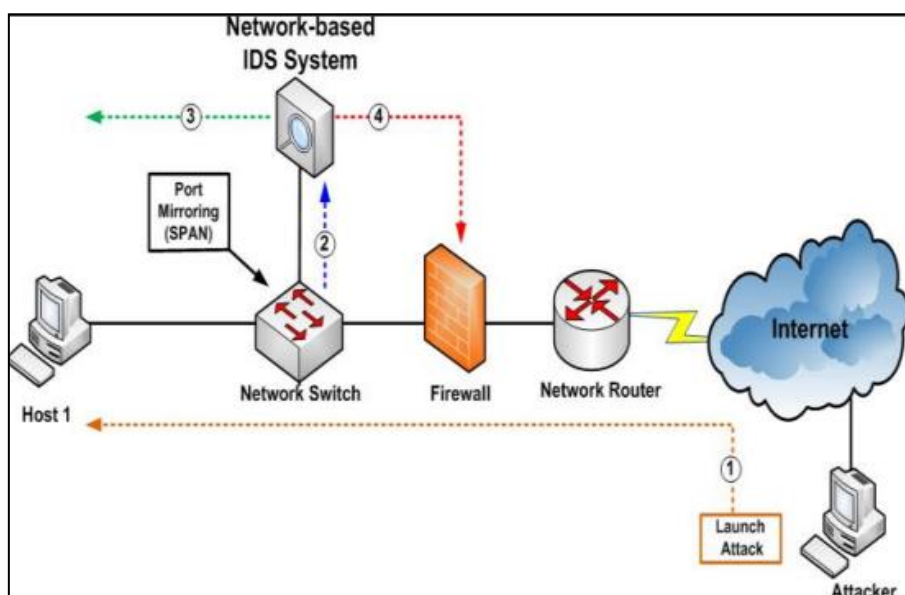 Network-based
IDS System
3
4
Port
Mirroring
(SPAN)
2
Internet
Network Switch
Firewall
Network Router
Host 1
1
Launch
Attack
Attacker